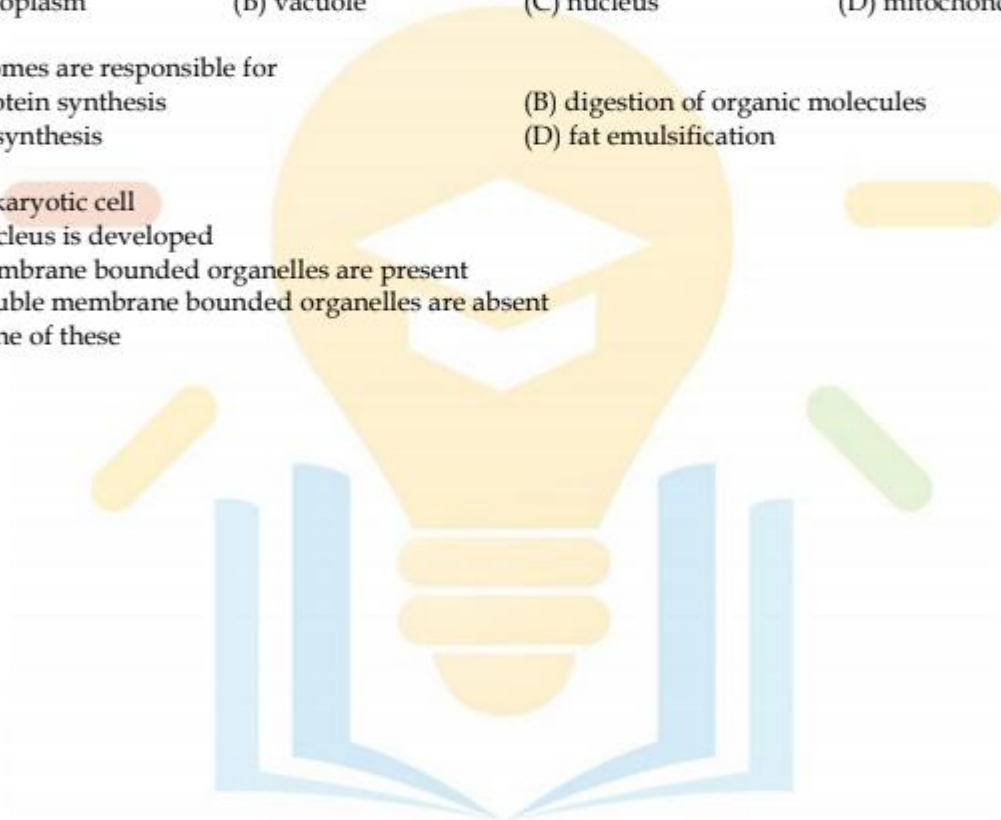 oplasm (B) vacuole (C) nucleus (D) mitochond
omes are responsible for
otein synthesis (B) digestion of organic molecules
synthesis (D) fat emulsification
karyotic cell
cleus is developed
mbrane bounded organelles are present
uble membrane bounded organelles are absent
ne of these